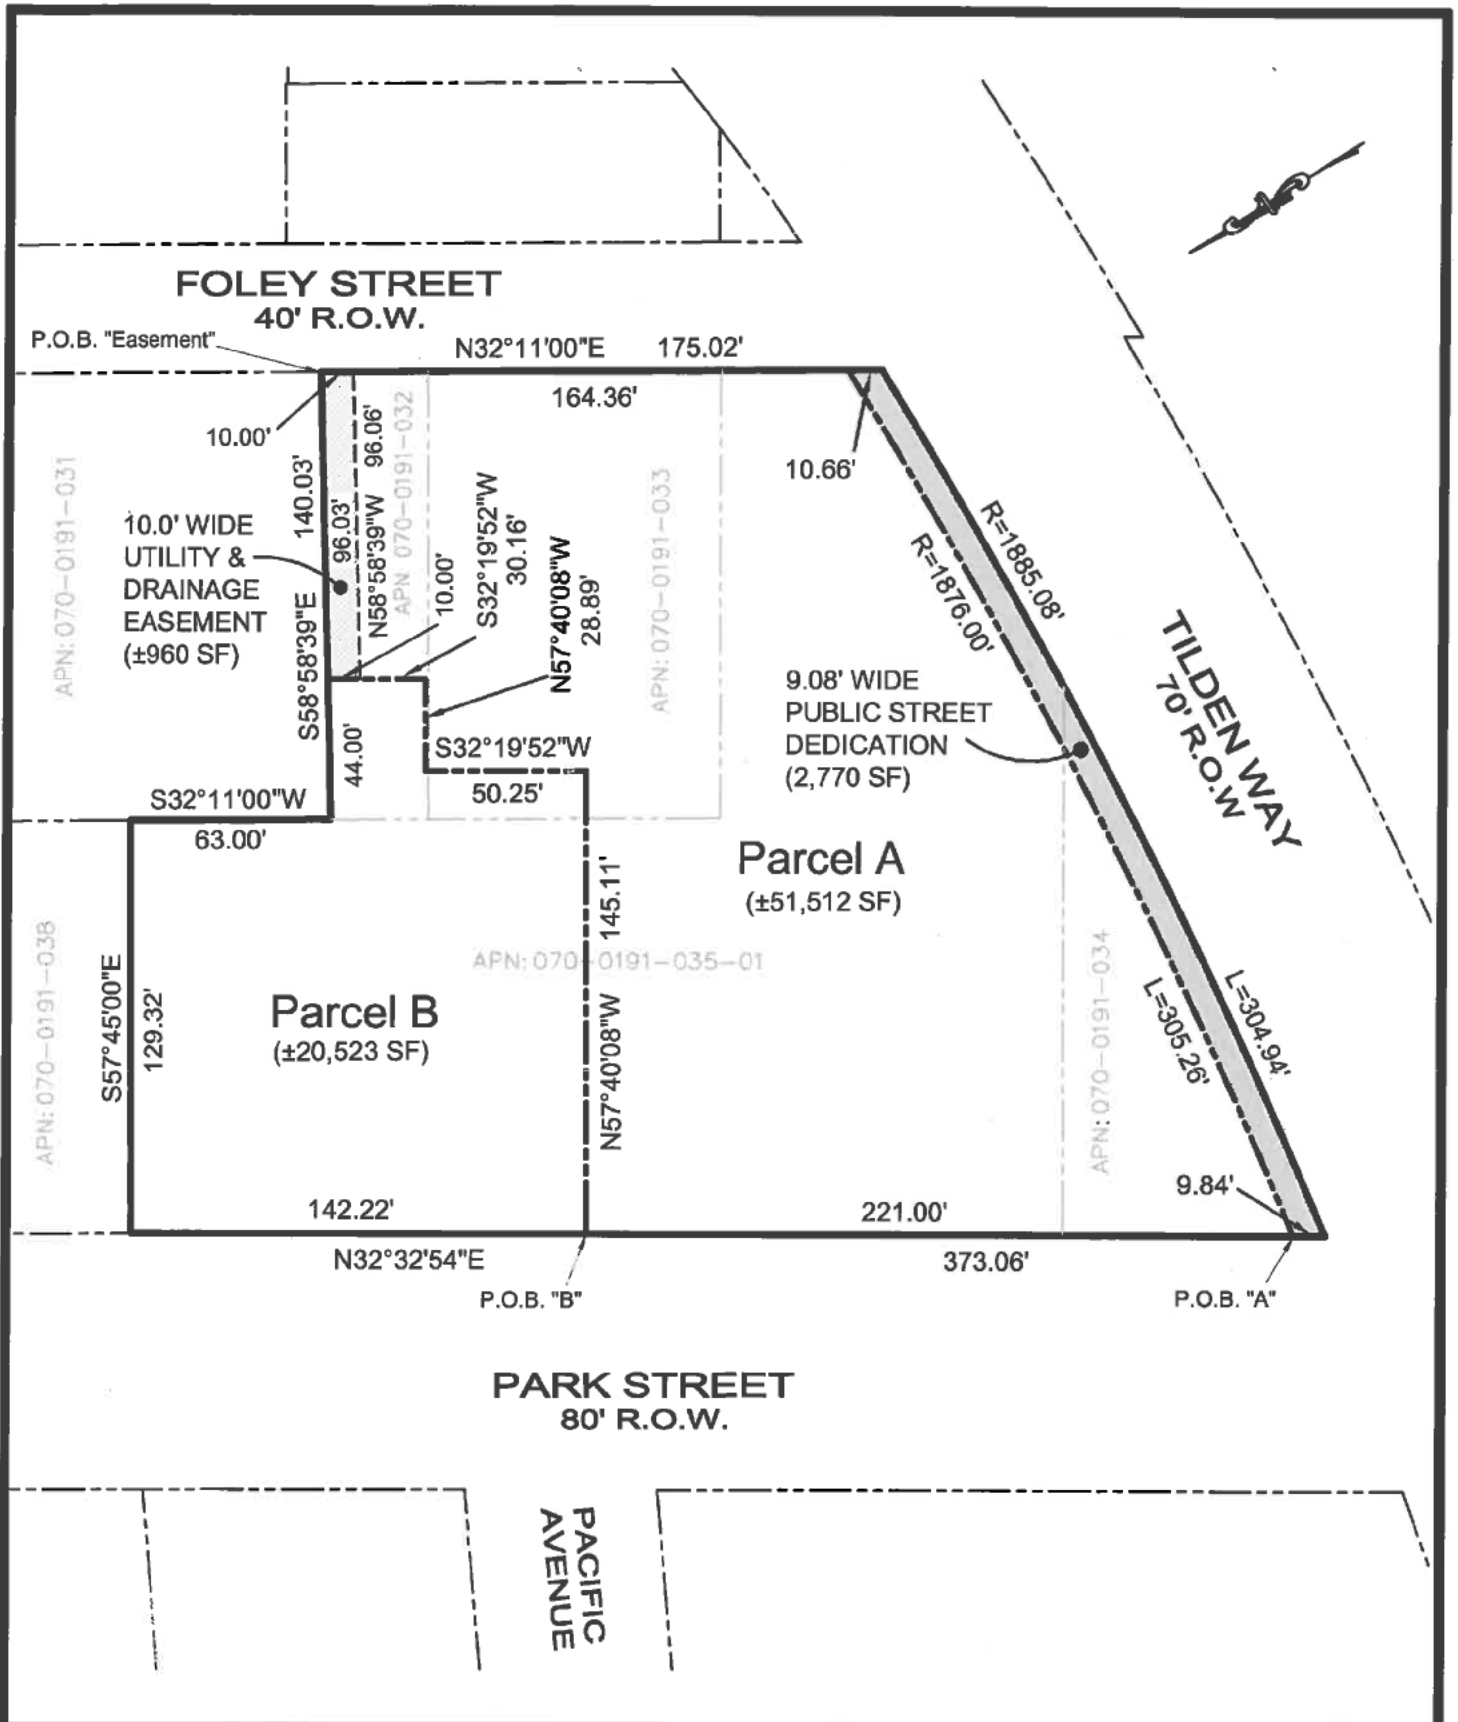 FOLEY STREET
40' R.O.W.
P.O.B. "Easement"
N32°11'00"E 175.02'
164.36'
10.00'
10.66'
140.03'
S58°58'39"E
96.03'
N58°58'39"W 96.06'
APN 070-0191-032
APN:070-0191-031
10.0' WIDE
UTILITY &
DRAINAGE
EASEMENT
(±960 SF)
10.00'
S32°19'52"W
30.16'
N57°40'08"W
28.89'
APN:070-0191-033
R=1885.08'
R=1876.00'
TILDEN WAY
70' R.O.W
9.08' WIDE
PUBLIC STREET
DEDICATION
(2,770 SF)
44.00'
S32°19'52"W
50.25'
S32°11'00"W
63.00'
Parcel A
(±51,512 SF)
145.11'
N57°40'08"W
APN:070-0191-035-01
APN:070-0191-034
APN:070-0191-038
S57°45'00"E
129.32'
Parcel B
(±20,523 SF)
L=304.94'
L=305.26'
9.84'
142.22'
221.00'
N32°32'54"E
373.06'
P.O.B. "B"
P.O.B. "A"
PARK STREET
80' R.O.W.
PACIFIC
AVENUE